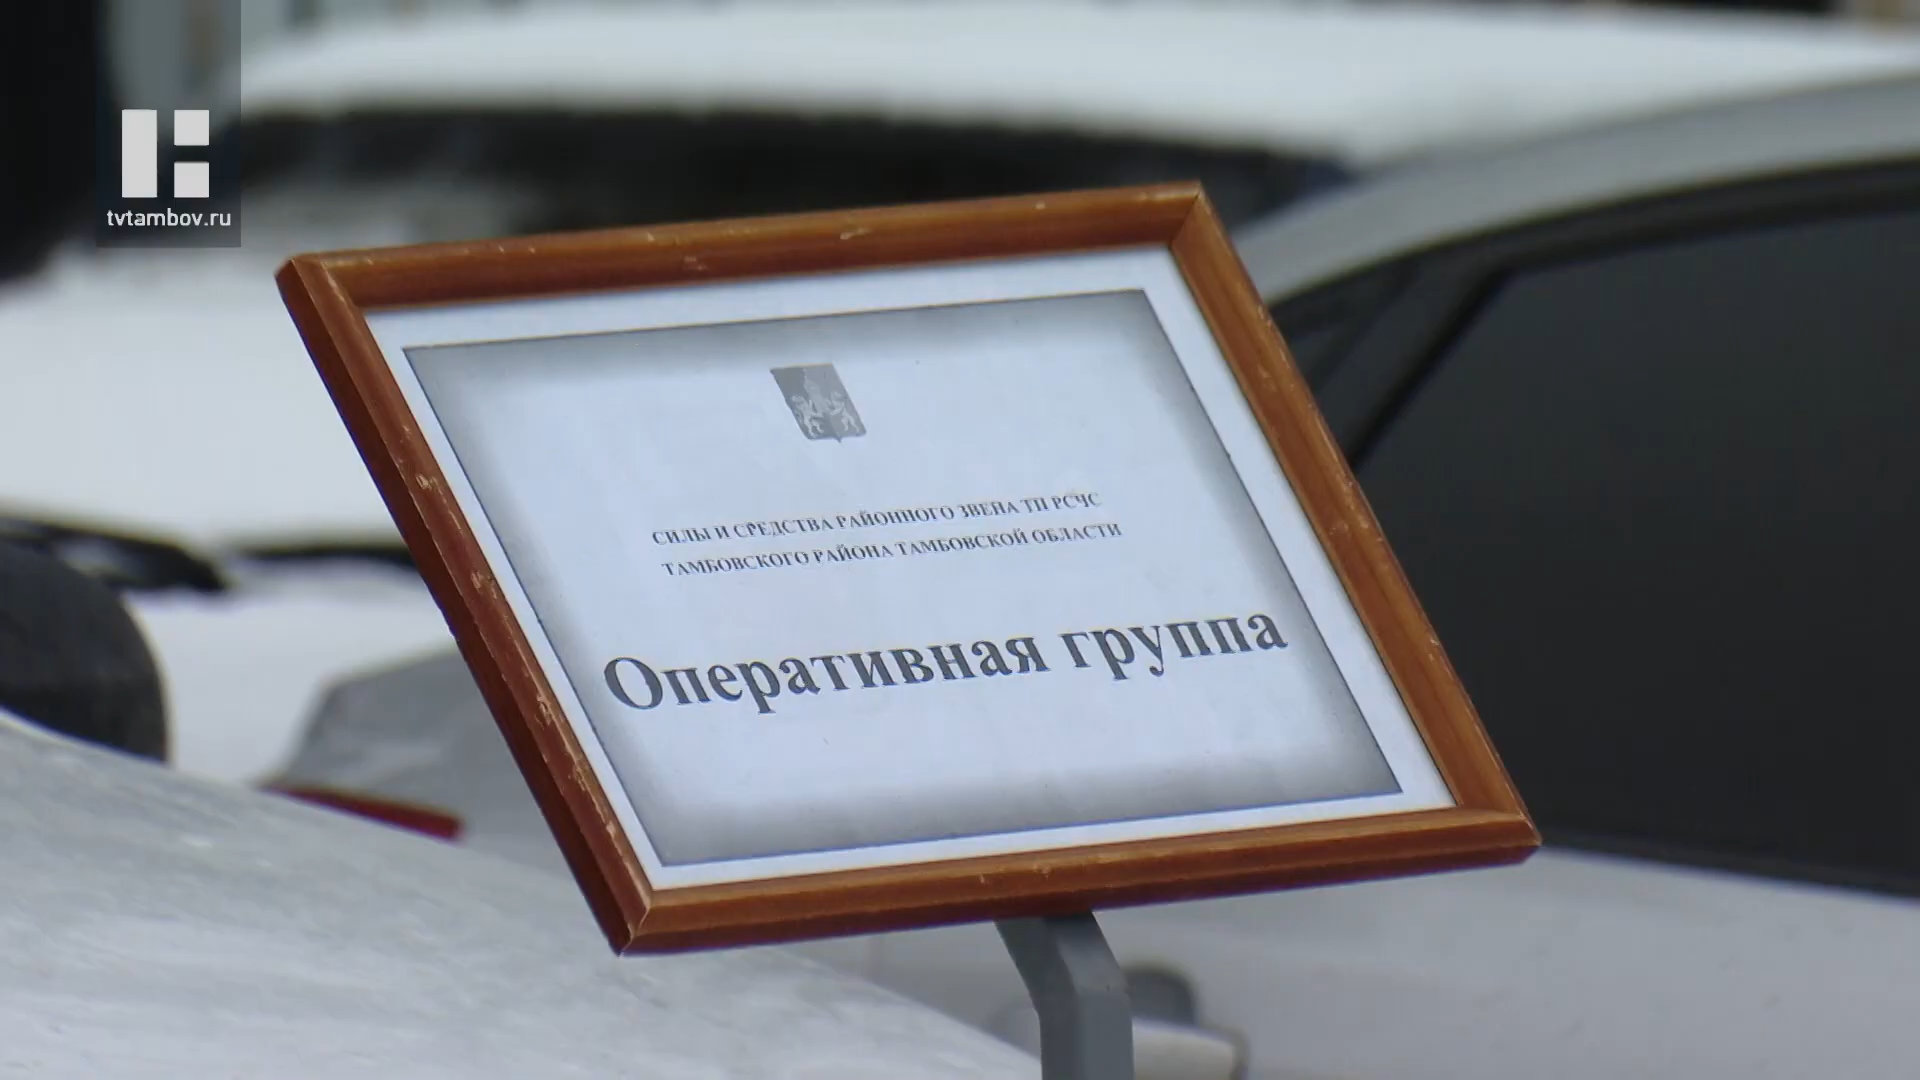 tvtambov.ru
СИЛЫ И СРЕДСТВА РАЙОННОГО ЗВЕНА ТП РСЧС
ТАМБОВСКОГО РАЙОНА ТАМБОВСКОЙ ОБЛАСТИ
Оперативная группа